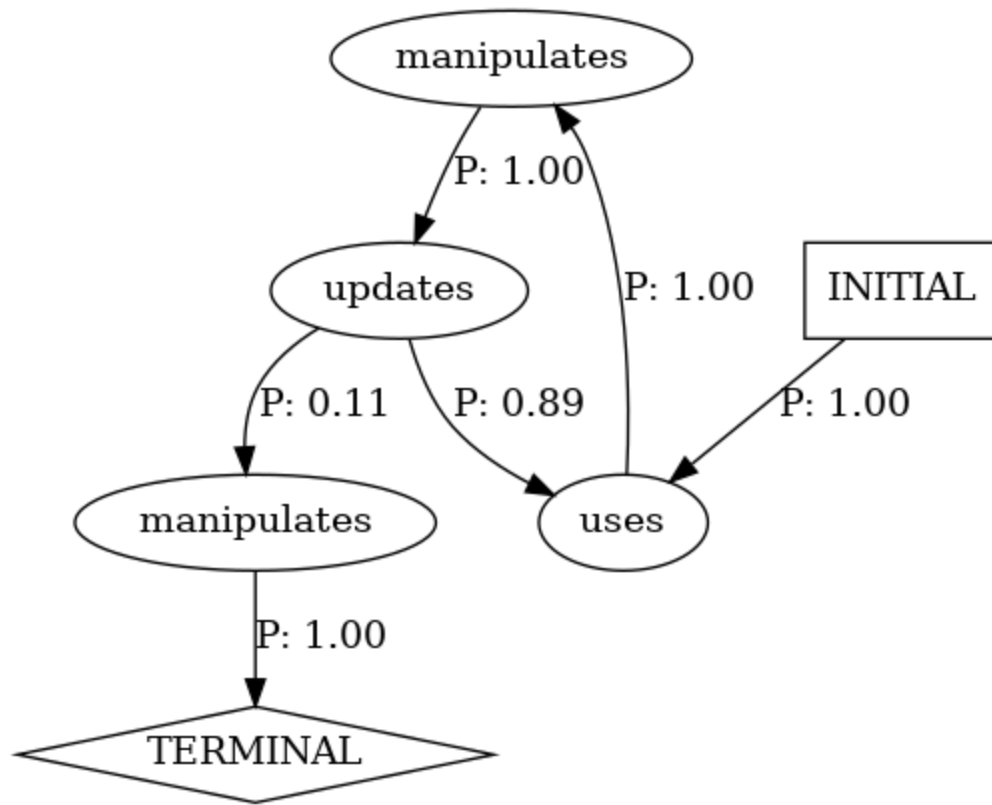 manipulates
P: 1.00
updates
P: 1.00
INITIAL
P: 0.11
P: 0.89
P: 1.00
manipulates
uses
P: 1.00
TERMINAL